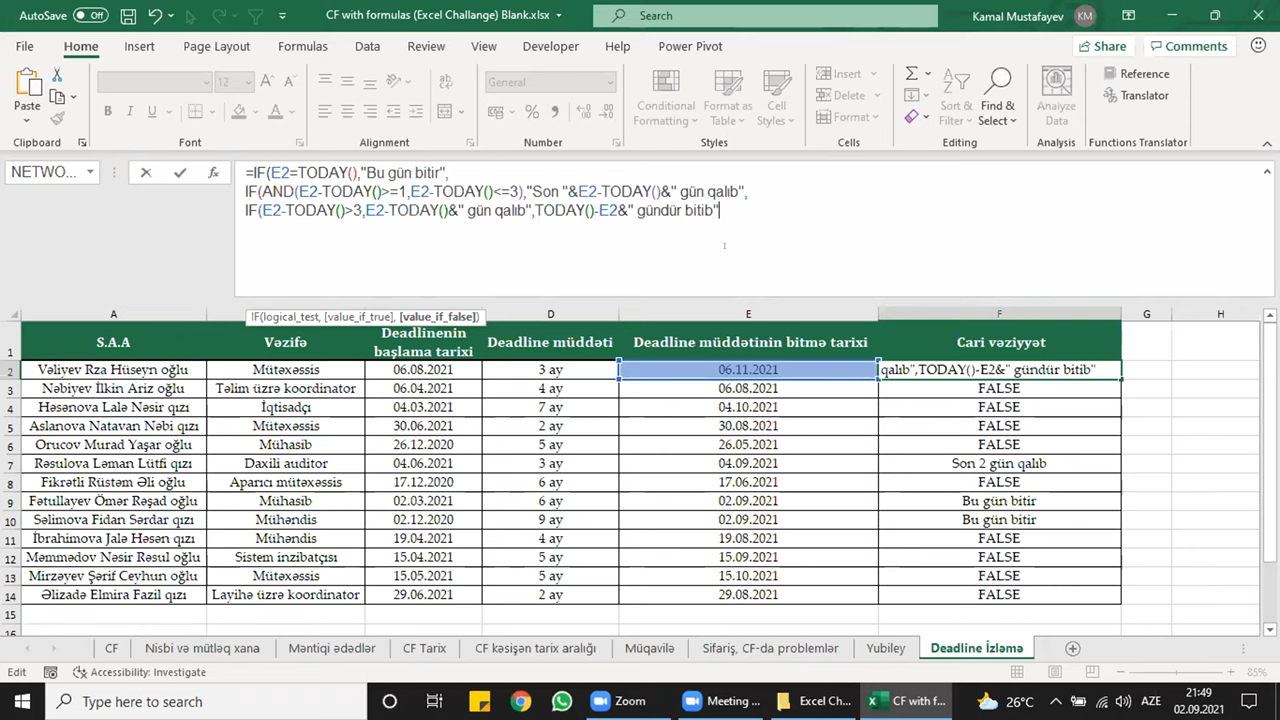 AutoSave Off CF with formulas (Excel Challange) Blank.xlsx Search Kamal Mustafayev KM
File Home Insert Page Layout Formulas Data Review View Developer Help Power Pivot Share Comments
Paste 12 General Conditional Formatting Format as Table Cell Styles Insert Delete Format Sort & Filter Find & Select Analyze Data Reference Translator
Clipboard Font Alignment Number Styles Cells Editing Analysis Functions Translator
NETWO... fx =IF(E2=TODAY(),"Bu gün bitir",
IF(AND(E2-TODAY()>=1,E2-TODAY()<=3),"Son "&E2-TODAY()&" gün qalıb",
IF(E2-TODAY()>3,E2-TODAY()&" gün qalıb",TODAY()-E2&" gündür bitib"
IF(logical_test, [value_if_true], [value_if_false])
A D E F G H
1 S.A.A Vəzifə Deadlinenin başlama tarixi Deadline müddəti Deadline müddətinin bitmə tarixi Cari vəziyyət
2 Vəliyev Rza Hüseyn oğlu Mütəxəssis 06.08.2021 3 ay 06.11.2021 qalıb",TODAY()-E2&" gündür bitib"
3 Nəbiyev İlkin Ariz oğlu Təlim üzrə koordinator 06.04.2021 4 ay 06.08.2021 FALSE
4 Həsənova Lalə Nəsir qızı İqtisadçı 04.03.2021 7 ay 04.10.2021 FALSE
5 Aslanova Natavan Nəbi qızı Mütəxəssis 30.06.2021 2 ay 30.08.2021 FALSE
6 Orucov Murad Yaşar oğlu Mühasib 26.12.2020 5 ay 26.05.2021 FALSE
7 Rəsulova Ləman Lütfi qızı Daxili auditor 04.06.2021 3 ay 04.09.2021 Son 2 gün qalıb
8 Fikrətli Rüstəm Əli oğlu Aparıcı mütəxəssis 17.12.2020 6 ay 17.06.2021 FALSE
9 Fətullayev Ömər Rəşad oğlu Mühasib 02.03.2021 6 ay 02.09.2021 Bu gün bitir
10 Səlimova Fidan Sərdar qızı Mühəndis 02.12.2020 9 ay 02.09.2021 Bu gün bitir
11 İbrahimova Jalə Həsən qızı Mühəndis 19.04.2021 4 ay 19.08.2021 FALSE
12 Məmmədov Nəsir Rəsul oğlu Sistem inzibatçısı 15.04.2021 5 ay 15.09.2021 FALSE
13 Mirzəyev Şərif Ceyhun oğlu Mütəxəssis 15.05.2021 5 ay 15.10.2021 FALSE
14 Əlizadə Elmira Fazil qızı Layihə üzrə koordinator 29.06.2021 2 ay 29.08.2021 FALSE
15
16
CF Nisbi və mütləq xana Məntiqi ədədlər CF Tarix CF kəsişən tarix aralığı Müqavilə Sifariş, CF-da problemlər Yubiley Deadline İzləmə
Edit Accessibility: Investigate 85%
Type here to search Zoom Meeting ... Excel Ch... CF with f... 26°C AZE 21:49
02.09.2021